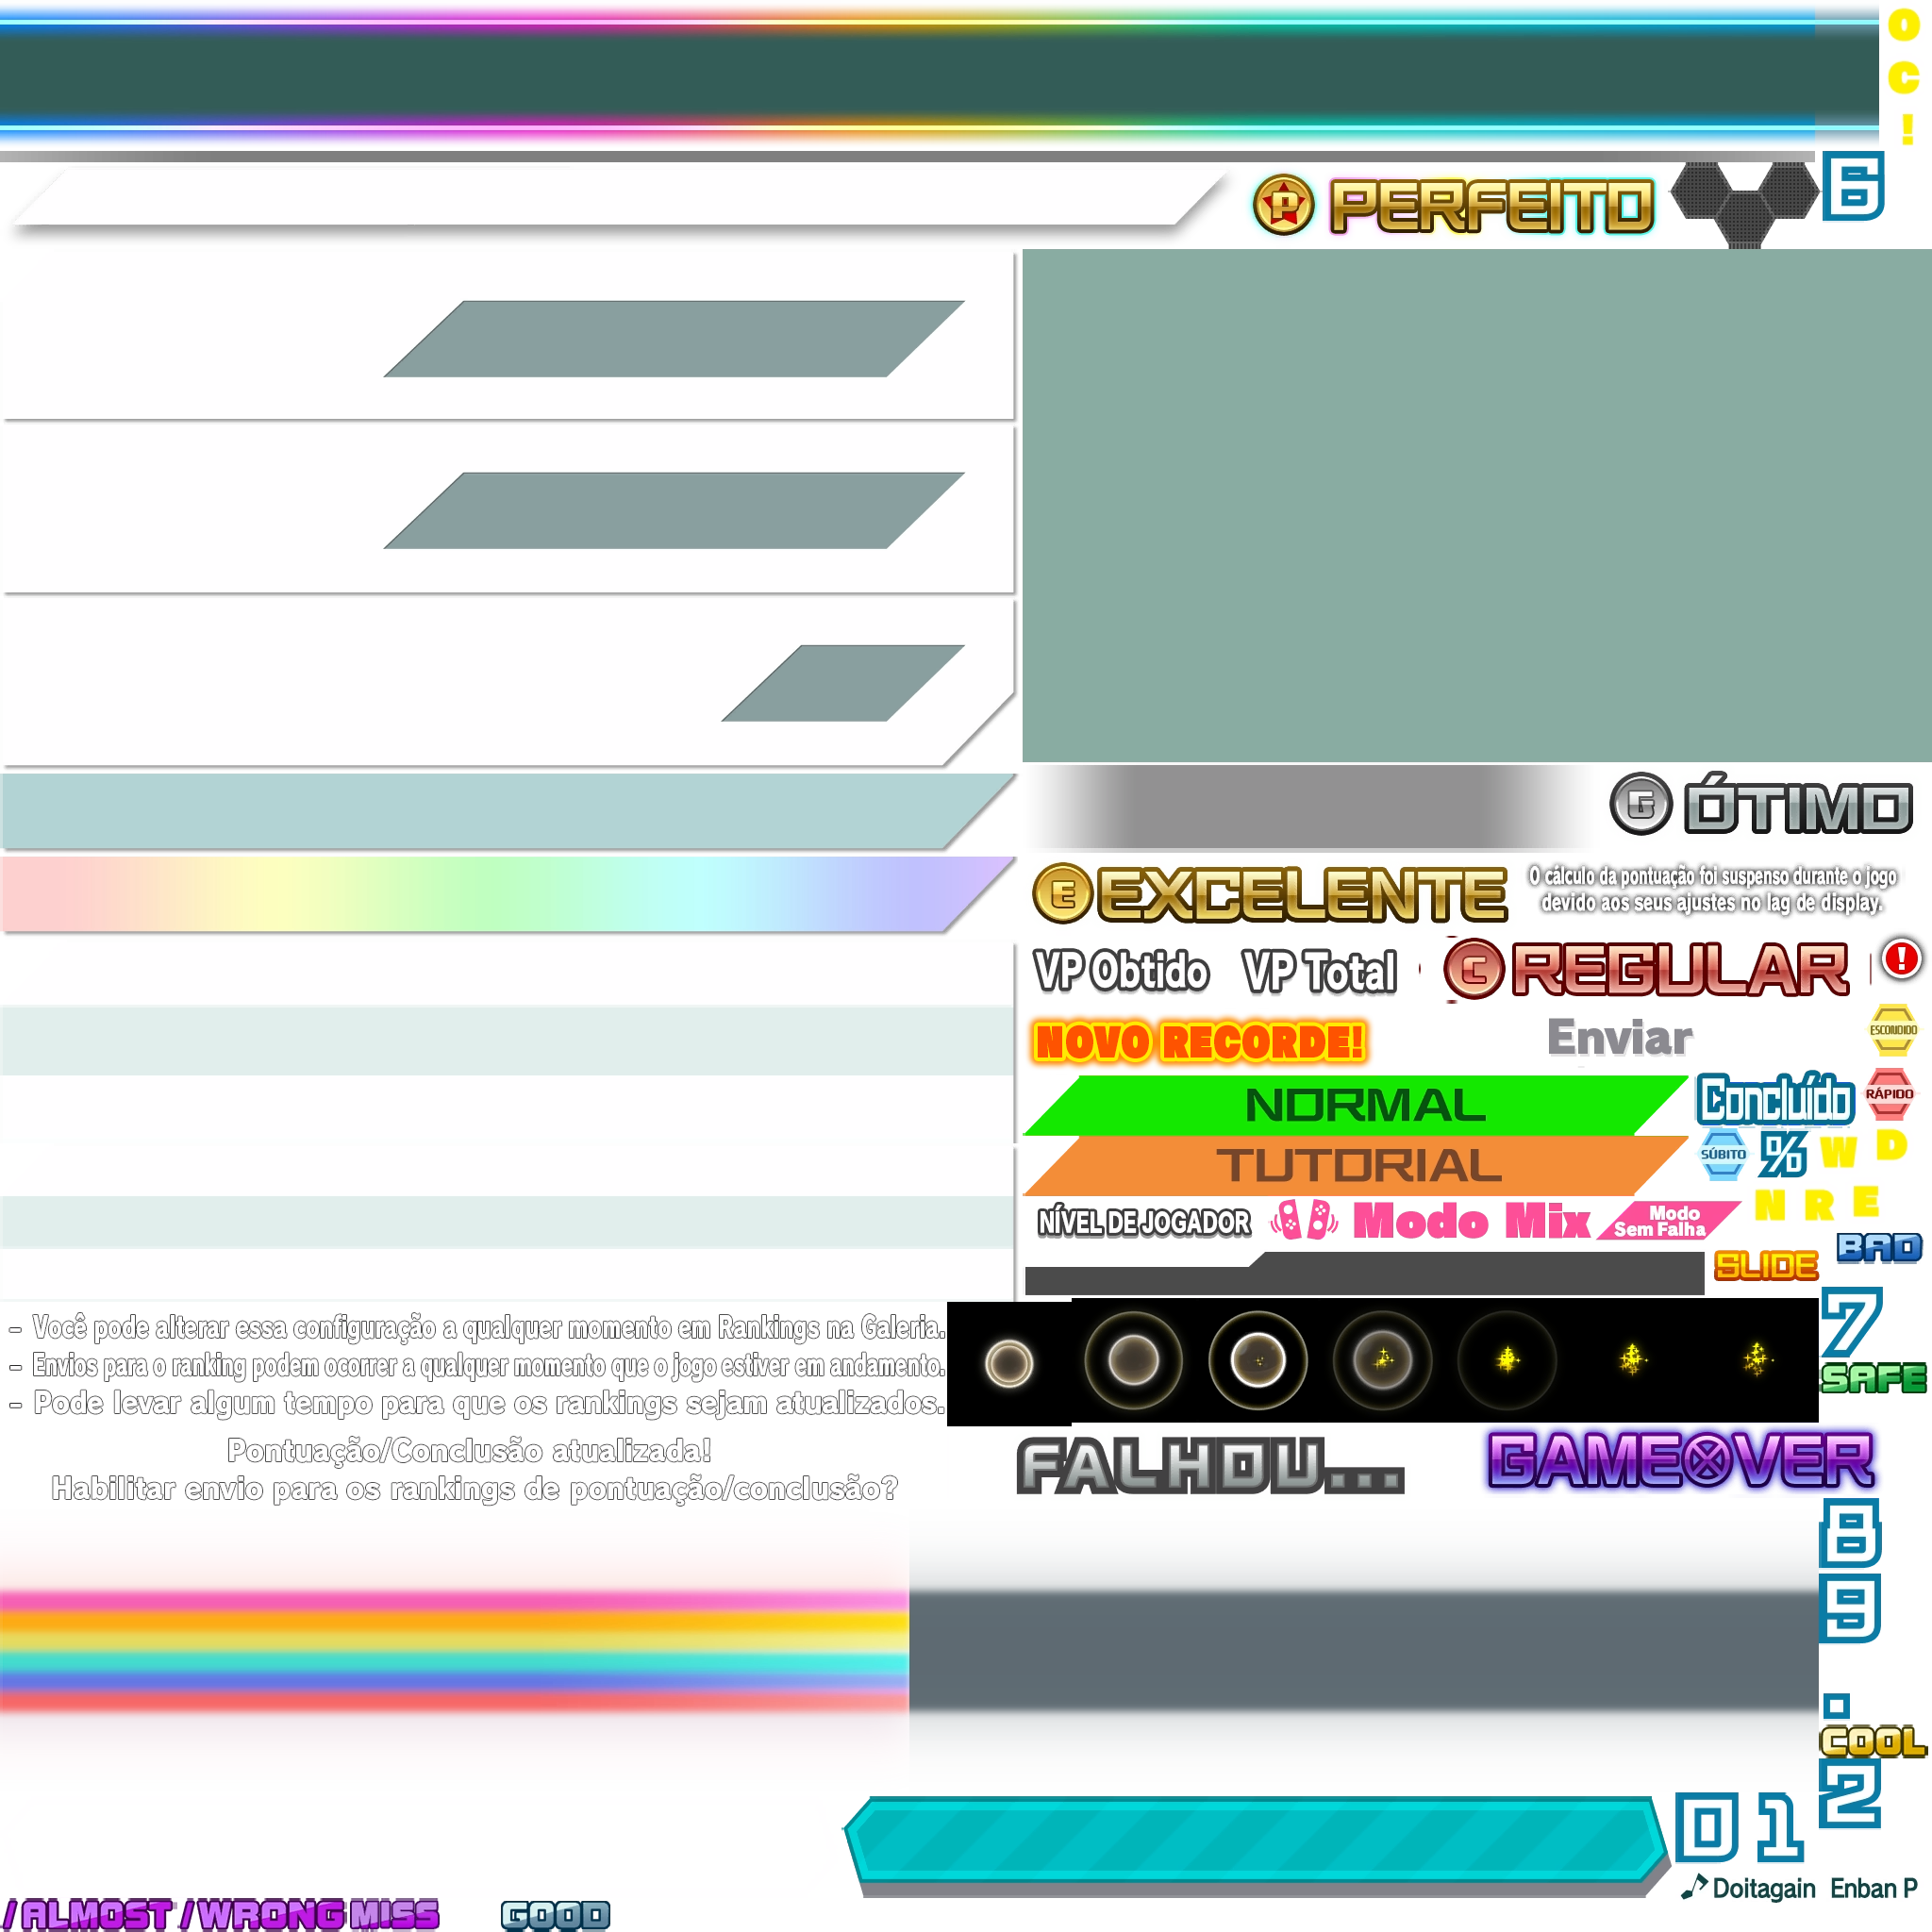 O
C
!
P PERFEITO
6
G ÓTIMO
E EXCELENTE
O cálculo da pontuação foi suspenso durante o jogo
devido aos seus ajustes no lag de display.
VP Obtido VP Total
C REGULAR
!
NOVO RECORDE!
Enviar
ESCONDIDO
NORMAL
Concluído
RÁPIDO
TUTORIAL
SÚBITO
% W D
NÍVEL DE JOGADOR
Modo Mix
Modo
Sem Falha
N R E
SLIDE
BAD
- Você pode alterar essa configuração a qualquer momento em Rankings na Galeria.
- Envios para o ranking podem ocorrer a qualquer momento que o jogo estiver em andamento.
- Pode levar algum tempo para que os rankings sejam atualizados.
7
SAFE
Pontuação/Conclusão atualizada!
Habilitar envio para os rankings de pontuação/conclusão?
FALHOU...
GAMEOVER
8
9
.
COOL
2
0 1
Doitagain Enban P
/ALMOST /WRONG MISS
GOOD